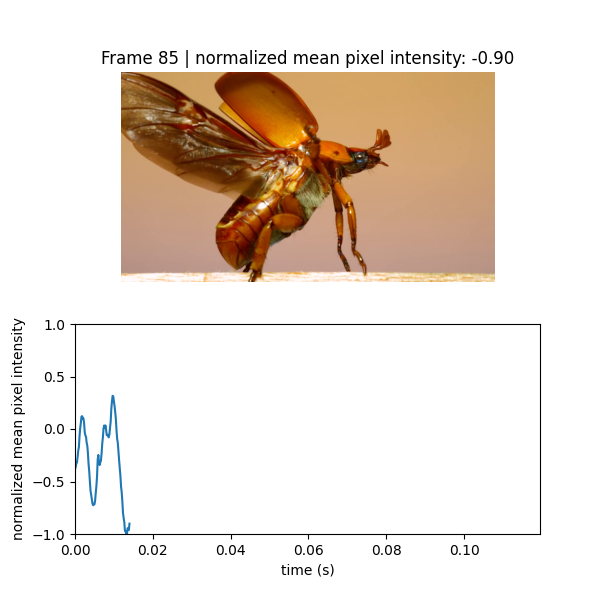 Frame 85 | normalized mean pixel intensity: -0.90
normalized mean pixel intensity
1.0
0.5
0.0
−0.5
−1.0
0.00 0.02 0.04 0.06 0.08 0.10
time (s)